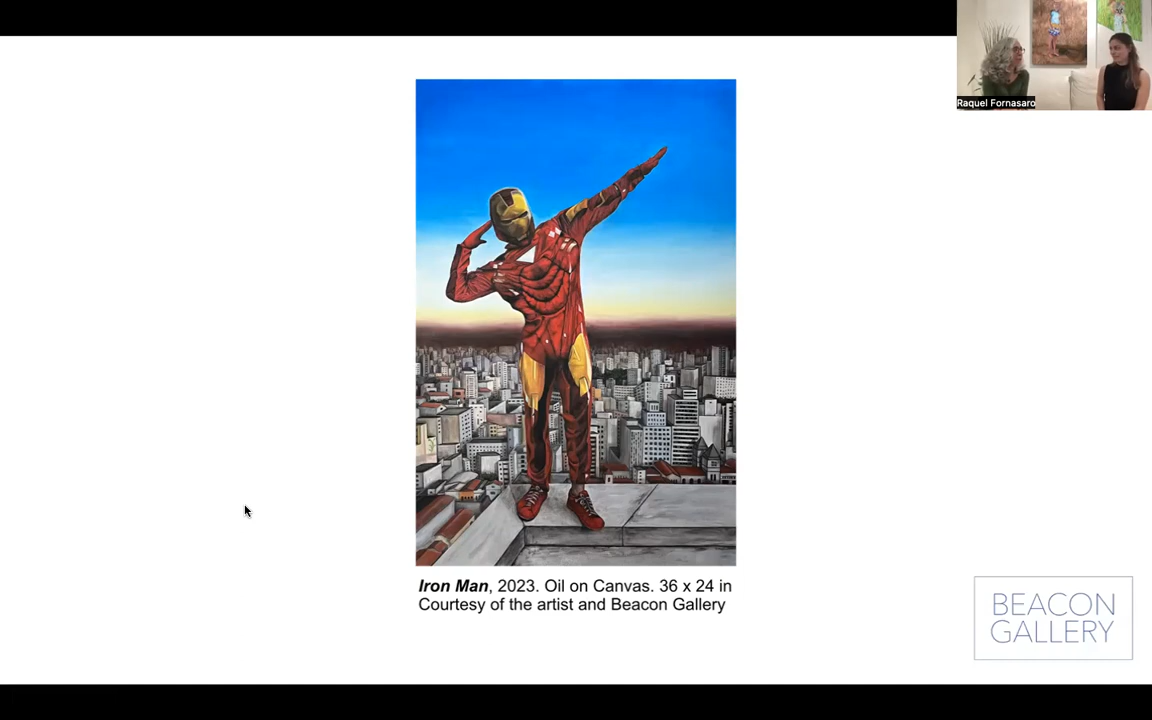 Raquel Fornasaro
Iron Man, 2023. Oil on Canvas. 36 x 24 in
Courtesy of the artist and Beacon Gallery
BEACON
GALLERY